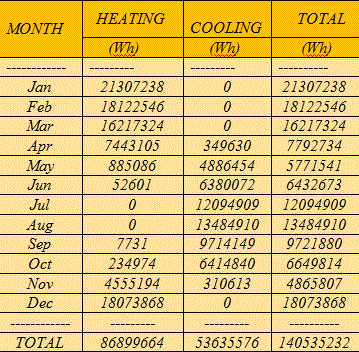 MONTH HEATING COOLING TOTAL
(Wh) (Wh) (Wh)
------------ --------- --------- ----------
Jan 21307238 0 21307238
Feb 18122546 0 18122546
Mar 16217324 0 16217324
Apr 7443105 349630 7792734
May 885086 4886454 5771541
Jun 52601 6380072 6432673
Jul 0 12094909 12094909
Aug 0 13484910 13484910
Sep 7731 9714149 9721880
Oct 234974 6414840 6649814
Nov 4555194 310613 4865807
Dec 18073868 0 18073868
------------ --------- --------- ----------
TOTAL 86899664 53635576 140535232